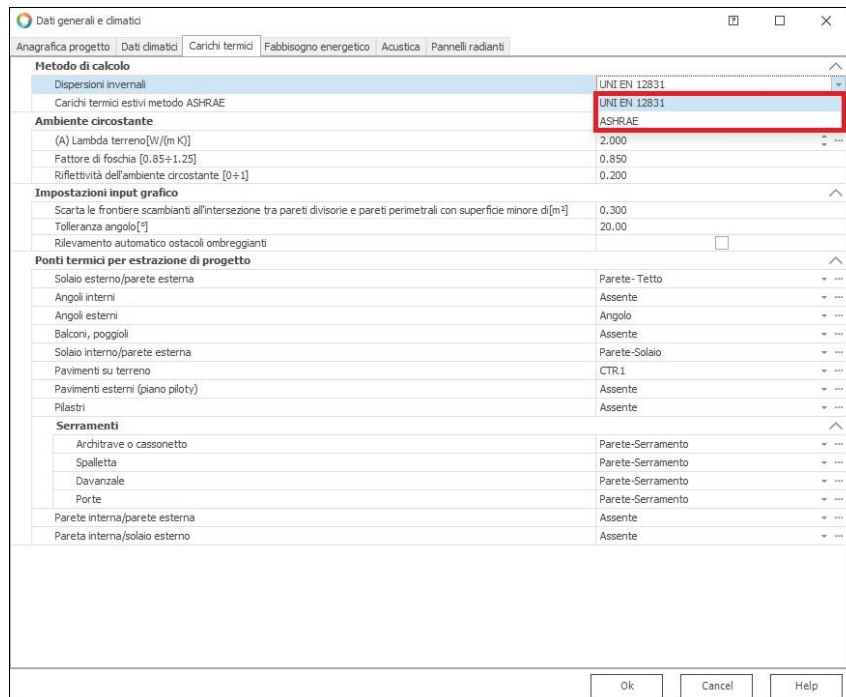 Dati generali e climatici
Anagrafica progetto Dati climatici Carichi termici Fabbisogno energetico Acustica Pannelli radianti
Metodo di calcolo
Dispersioni invernali UNI EN 12831
UNI EN 12831
Carichi termici estivi metodo ASHRAE
ASHRAE
Ambiente circostante
(A) Lambda terreno[W/(m K)] 2.000
Fattore di foschia [0.85÷1.25] 0.850
Riflettività dell'ambiente circostante [0÷1] 0.200
Impostazioni input grafico
Scarta le frontiere scambianti all'intersezione tra pareti divisorie e pareti perimetrali con superficie minore di[m²] 0.300
Tolleranza angolo[°] 20.00
Rilevamento automatico ostacoli ombreggianti
Ponti termici per estrazione di progetto
Solaio esterno/parete esterna Parete- Tetto
Angoli interni Assente
Angoli esterni Angolo
Balconi, poggioli Assente
Solaio interno/parete esterna Parete-Solaio
Pavimenti su terreno CTR1
Pavimenti esterni (piano piloty) Assente
Pilastri Assente
Serramenti
Architrave o cassonetto Parete-Serramento
Spalletta Parete-Serramento
Davanzale Parete-Serramento
Porte Parete-Serramento
Parete interna/parete esterna Assente
Pareta interna/solaio esterno Assente
Ok Cancel Help